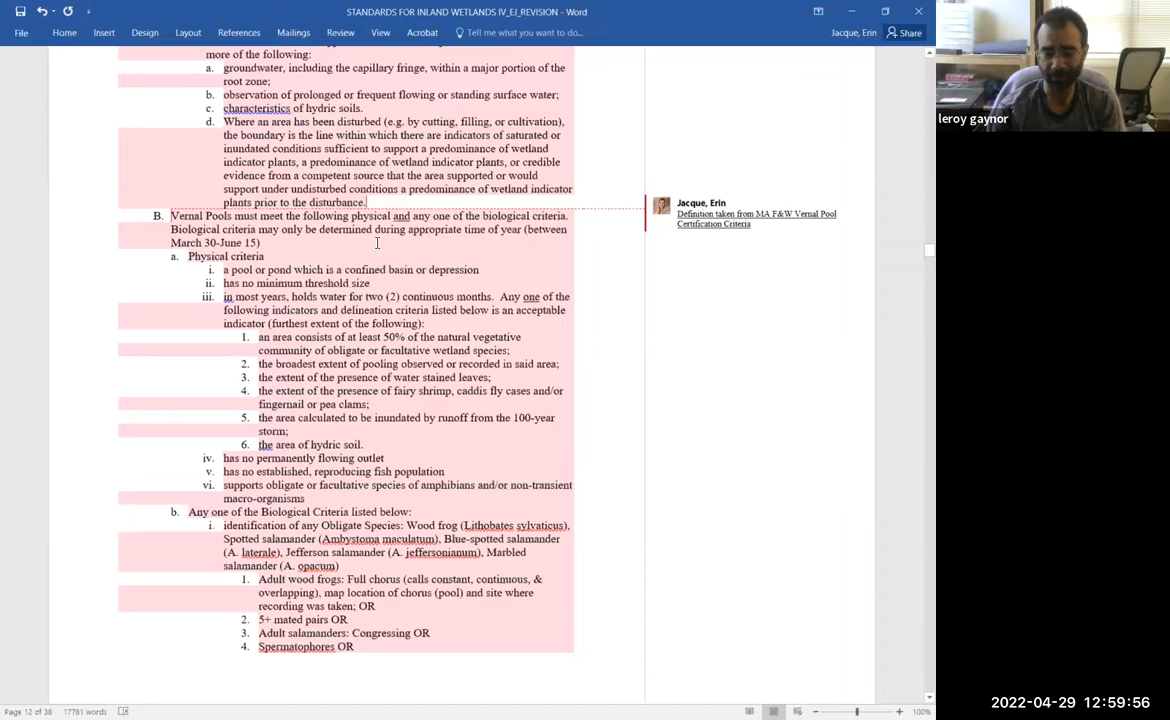 STANDARDS FOR INLAND WETLANDS IV_EJ_REVISION - Word
File Home Insert Design Layout References Mailings Review View Acrobat Tell me what you want to do... Jacque, Erin Share
more of the following:
a. groundwater, including the capillary fringe, within a major portion of the
root zone;
b. observation of prolonged or frequent flowing or standing surface water;
c. characteristics of hydric soils.
d. Where an area has been disturbed (e.g. by cutting, filling, or cultivation),
the boundary is the line within which there are indicators of saturated or
inundated conditions sufficient to support a predominance of wetland
indicator plants, a predominance of wetland indicator plants, or credible
evidence from a competent source that the area supported or would
support under undisturbed conditions a predominance of wetland indicator
plants prior to the disturbance.
B. Vernal Pools must meet the following physical and any one of the biological criteria.
Biological criteria may only be determined during appropriate time of year (between
March 30-June 15)
a. Physical criteria
i. a pool or pond which is a confined basin or depression
ii. has no minimum threshold size
iii. in most years, holds water for two (2) continuous months. Any one of the
following indicators and delineation criteria listed below is an acceptable
indicator (furthest extent of the following):
1. an area consists of at least 50% of the natural vegetative
community of obligate or facultative wetland species;
2. the broadest extent of pooling observed or recorded in said area;
3. the extent of the presence of water stained leaves;
4. the extent of the presence of fairy shrimp, caddis fly cases and/or
fingernail or pea clams;
5. the area calculated to be inundated by runoff from the 100-year
storm;
6. the area of hydric soil.
iv. has no permanently flowing outlet
v. has no established, reproducing fish population
vi. supports obligate or facultative species of amphibians and/or non-transient
macro-organisms
b. Any one of the Biological Criteria listed below:
i. identification of any Obligate Species: Wood frog (Lithobates sylvaticus),
Spotted salamander (Ambystoma maculatum), Blue-spotted salamander
(A. laterale), Jefferson salamander (A. jeffersonianum), Marbled
salamander (A. opacum)
1. Adult wood frogs: Full chorus (calls constant, continuous, &
overlapping), map location of chorus (pool) and site where
recording was taken; OR
2. 5+ mated pairs OR
3. Adult salamanders: Congressing OR
4. Spermatophores OR
Jacque, Erin
Definition taken from MA F&W Vernal Pool
Certification Criteria
leroy gaynor
Page 12 of 38 17781 words 100%
2022-04-29 12:59:56